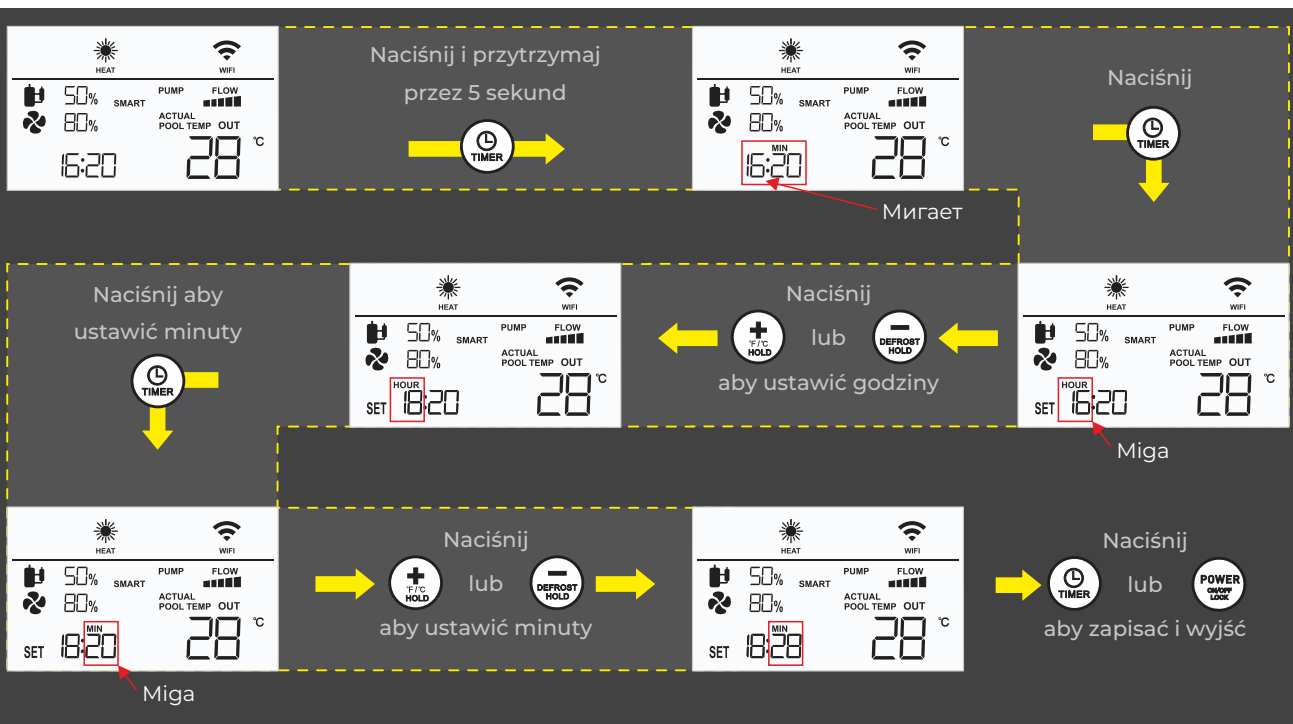 HEAT
WIFI
50%
SMART
PUMP
FLOW
80%
ACTUAL
POOL TEMP OUT
16:20
28 °C
Naciśnij i przytrzymaj
przez 5 sekund
TIMER
HEAT
WIFI
50%
SMART
PUMP
FLOW
80%
ACTUAL
POOL TEMP OUT
MIN
16:20
28 °C
Мигает
Naciśnij
TIMER
HEAT
WIFI
50%
SMART
PUMP
FLOW
80%
ACTUAL
POOL TEMP OUT
HOUR
SET 16:20
28 °C
Miga
Naciśnij
°F/°C
HOLD
lub
DEFROST
HOLD
aby ustawić godziny
HEAT
WIFI
50%
SMART
PUMP
FLOW
80%
ACTUAL
POOL TEMP OUT
HOUR
SET 18:20
28 °C
Naciśnij aby
ustawić minuty
TIMER
HEAT
WIFI
50%
SMART
PUMP
FLOW
80%
ACTUAL
POOL TEMP OUT
MIN
SET 18:20
28 °C
Miga
Naciśnij
°F/°C
HOLD
lub
DEFROST
HOLD
aby ustawić minuty
HEAT
WIFI
50%
SMART
PUMP
FLOW
80%
ACTUAL
POOL TEMP OUT
MIN
SET 18:28
28 °C
Naciśnij
TIMER
lub
POWER
ON/OFF
LOCK
aby zapisać i wyjść